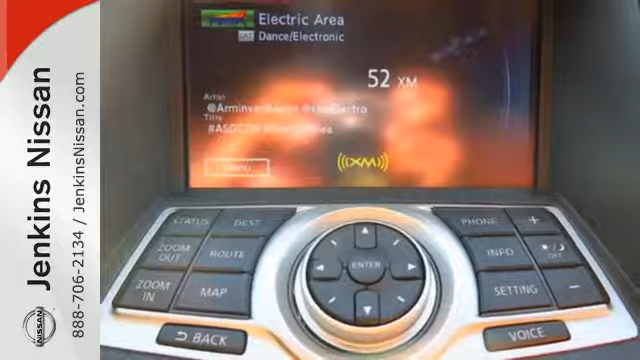 Jenkins Nissan
888-706-2134 / JenkinsNissan.com
NISSAN
Electric Area
Dance/Electronic
52 XM
Artist
Title
Menu
((XM))
STATUS
DEST
ZOOM OUT
ROUTE
ZOOM IN
MAP
BACK
ENTER
PHONE
+
INFO
OFF
SETTING
−
VOICE